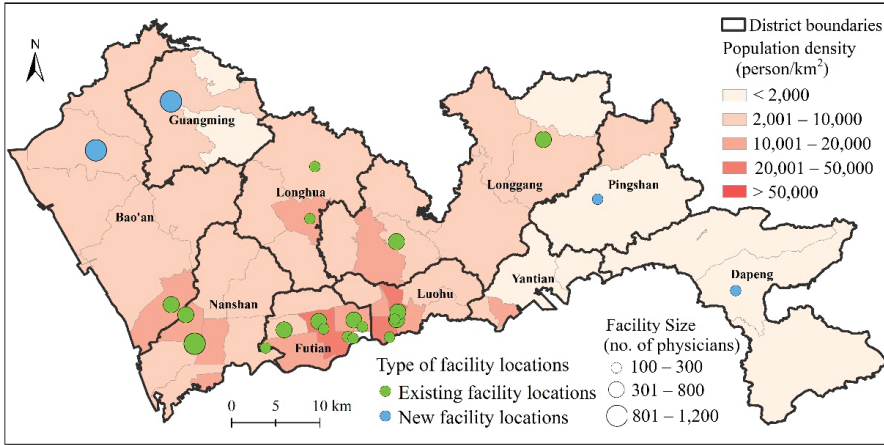 N
Guangming
Bao'an
Longhua
Longgang
Pingshan
Nanshan
Futian
Luohu
Yantian
Dapeng
District boundaries
Population density
(person/km²)
< 2,000
2,001 – 10,000
10,001 – 20,000
20,001 – 50,000
> 50,000
Type of facility locations
Existing facility locations
New facility locations
Facility Size
(no. of physicians)
100 – 300
301 – 800
801 – 1,200
0 5 10 km